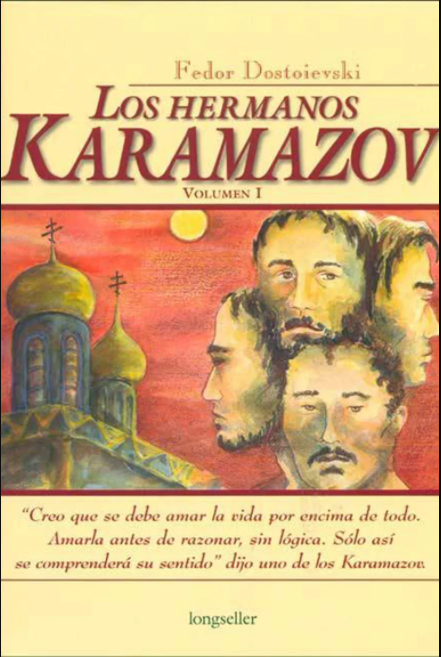 Fedor Dostoievski
LOS HERMANOS
KARAMAZOV
VOLUMEN I
“Creo que se debe amar la vida por encima de todo.
Amarla antes de razonar, sin lógica. Sólo así
se comprenderá su sentido” dijo uno de los Karamazov.
longseller